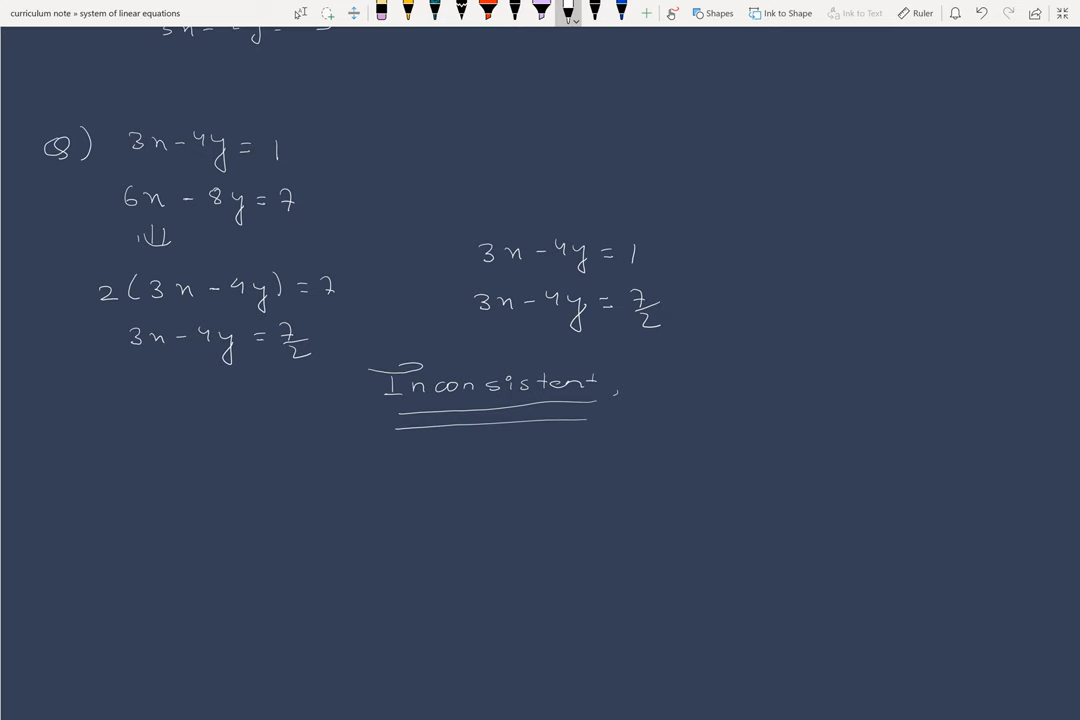 curriculum note » system of linear equations
Shapes Ink to Shape Ink to Text Ruler
Q) 3x - 4y = 1
6x - 8y = 7
⇓
2(3x - 4y) = 7
3x - 4y = 7/2
3x - 4y = 1
3x - 4y = 7/2
Inconsistent,